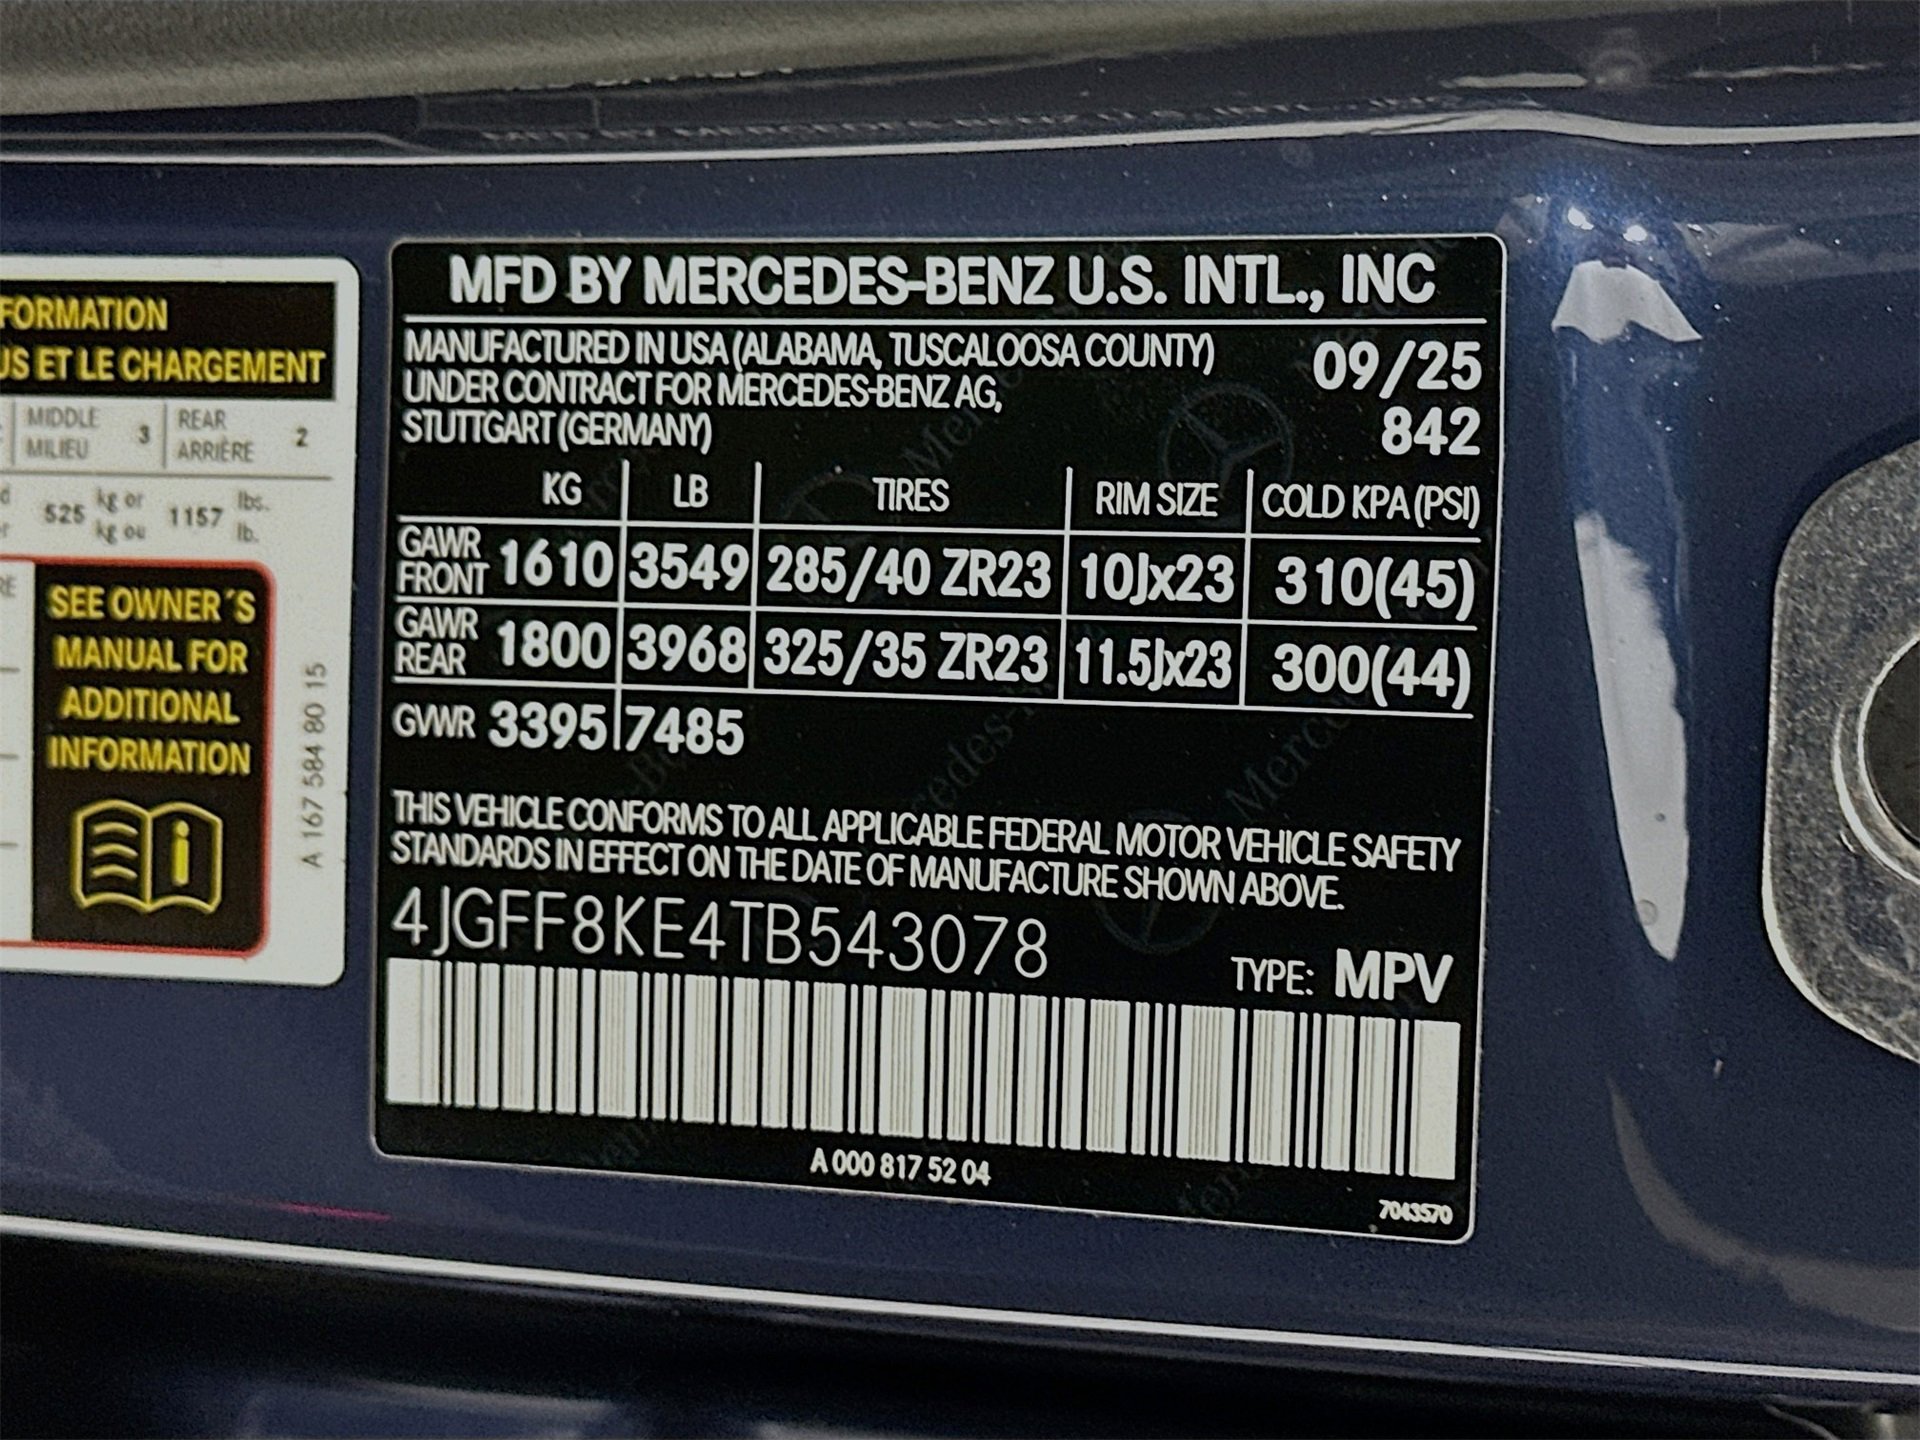 FORMATION
US ET LE CHARGEMENT
MIDDLE
MILIEU
3
REAR
ARRIÈRE
2
525
kg or
kg ou
1157
lbs.
lb.
SEE OWNER´S
MANUAL FOR
ADDITIONAL
INFORMATION
A 167 584 80 15
MFD BY MERCEDES-BENZ U.S. INTL., INC
MANUFACTURED IN USA (ALABAMA, TUSCALOOSA COUNTY)
UNDER CONTRACT FOR MERCEDES-BENZ AG,
STUTTGART (GERMANY)
09/25
842
KG LB TIRES RIM SIZE COLD KPA (PSI)
GAWR FRONT 1610 3549 285/40 ZR23 10Jx23 310(45)
GAWR REAR 1800 3968 325/35 ZR23 11.5Jx23 300(44)
GVWR 3395 7485
THIS VEHICLE CONFORMS TO ALL APPLICABLE FEDERAL MOTOR VEHICLE SAFETY
STANDARDS IN EFFECT ON THE DATE OF MANUFACTURE SHOWN ABOVE.
4JGFF8KE4TB543078
TYPE: MPV
A 000 817 52 04
7043570